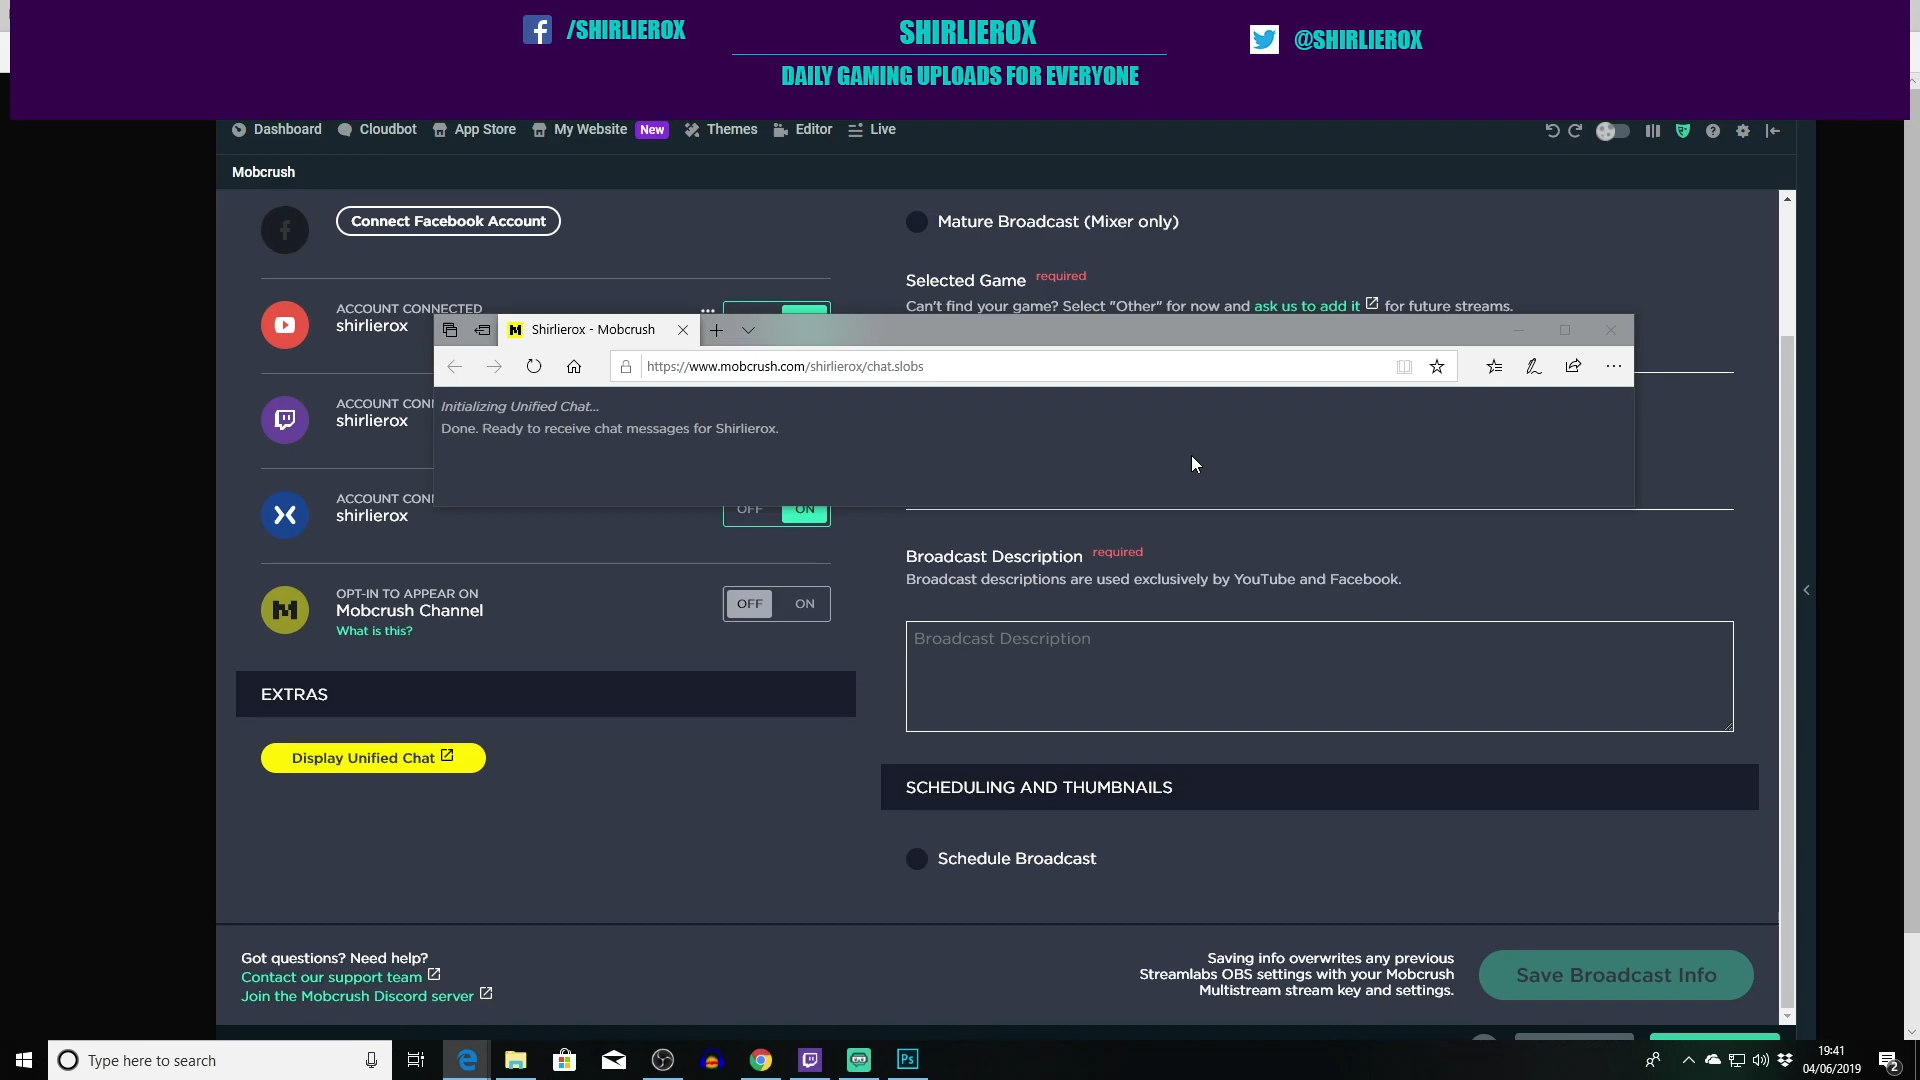 /SHIRLIEROX
SHIRLIEROX
@SHIRLIEROX
DAILY GAMING UPLOADS FOR EVERYONE
Dashboard Cloudbot App Store My Website New Themes Editor Live
Mobcrush
Connect Facebook Account
Mature Broadcast (Mixer only)
Selected Game required
Can't find your game? Select "Other" for now and ask us to add it for future streams.
ACCOUNT CONNECTED
shirlierox
Shirlierox - Mobcrush
https://www.mobcrush.com/shirlierox/chat.slobs
Initializing Unified Chat...
Done. Ready to receive chat messages for Shirlierox.
ACCOUNT CON
shirlierox
ACCOUNT CON
shirlierox
OFF ON
Broadcast Description required
Broadcast descriptions are used exclusively by YouTube and Facebook.
Broadcast Description
OPT-IN TO APPEAR ON
Mobcrush Channel
What is this?
OFF ON
EXTRAS
Display Unified Chat
SCHEDULING AND THUMBNAILS
Schedule Broadcast
Got questions? Need help?
Contact our support team
Join the Mobcrush Discord server
Saving info overwrites any previous
Streamlabs OBS settings with your Mobcrush
Multistream stream key and settings.
Save Broadcast Info
Type here to search
Ps
19:41
04/06/2019
2